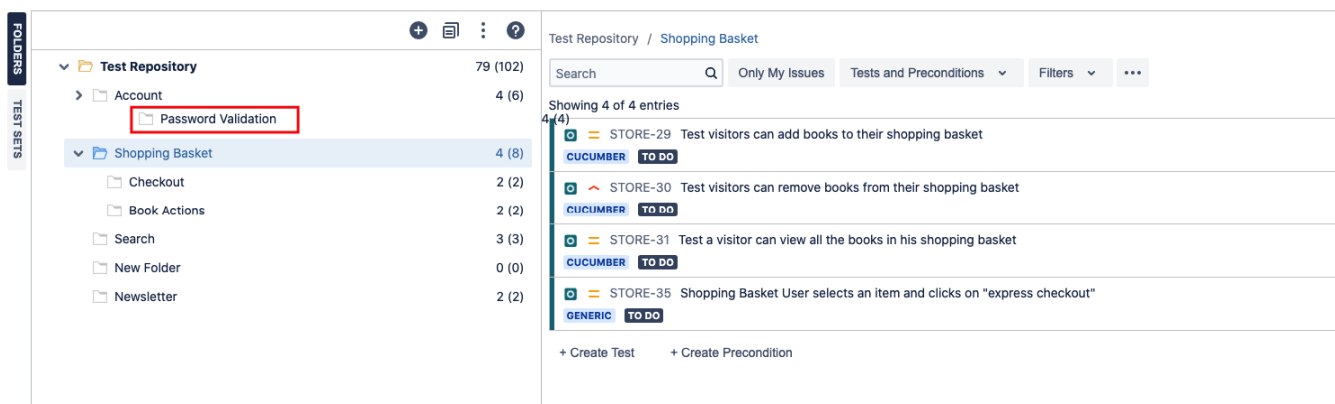 FOLDERS
TEST SETS
Test Repository 79 (102)
Account 4 (6)
Password Validation 4 (4)
Shopping Basket 4 (8)
Checkout 2 (2)
Book Actions 2 (2)
Search 3 (3)
New Folder 0 (0)
Newsletter 2 (2)
Test Repository / Shopping Basket
Search Only My Issues Tests and Preconditions Filters
Showing 4 of 4 entries
STORE-29 Test visitors can add books to their shopping basket
CUCUMBER TO DO
STORE-30 Test visitors can remove books from their shopping basket
CUCUMBER TO DO
STORE-31 Test a visitor can view all the books in his shopping basket
CUCUMBER TO DO
STORE-35 Shopping Basket User selects an item and clicks on "express checkout"
GENERIC TO DO
+ Create Test + Create Precondition